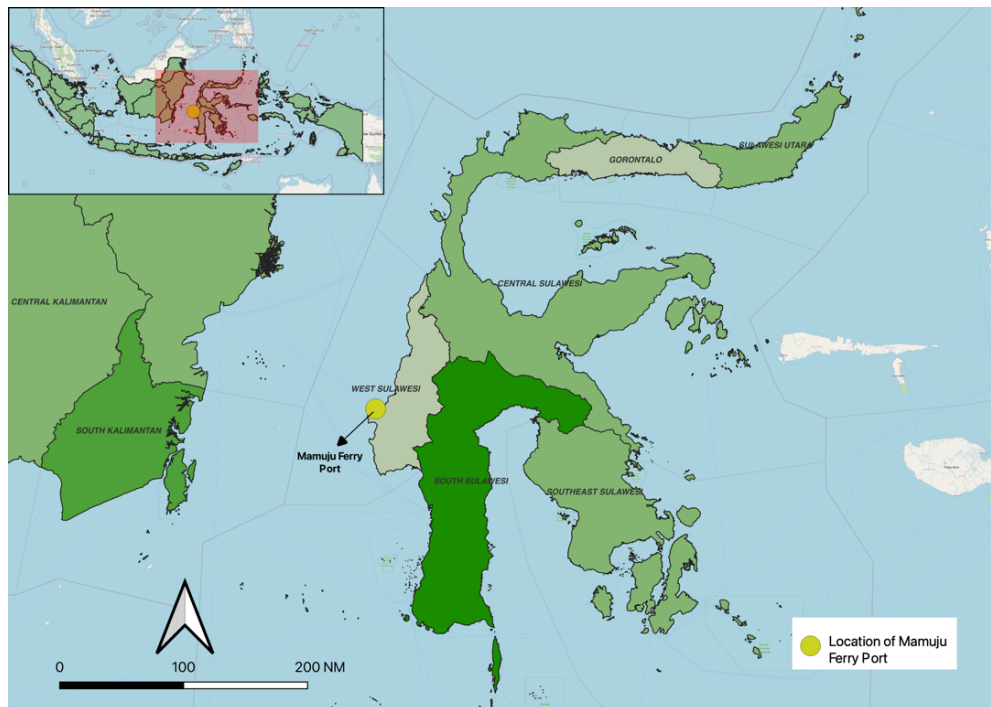 GORONTALO
SULAWESI UTARA
CENTRAL SULAWESI
CENTRAL KALIMANTAN
WEST SULAWESI
SOUTH KALIMANTAN
Mamuju Ferry
Port
SOUTH SULAWESI
SOUTHEAST SULAWESI
Location of Mamuju
Ferry Port
0 100 200 NM